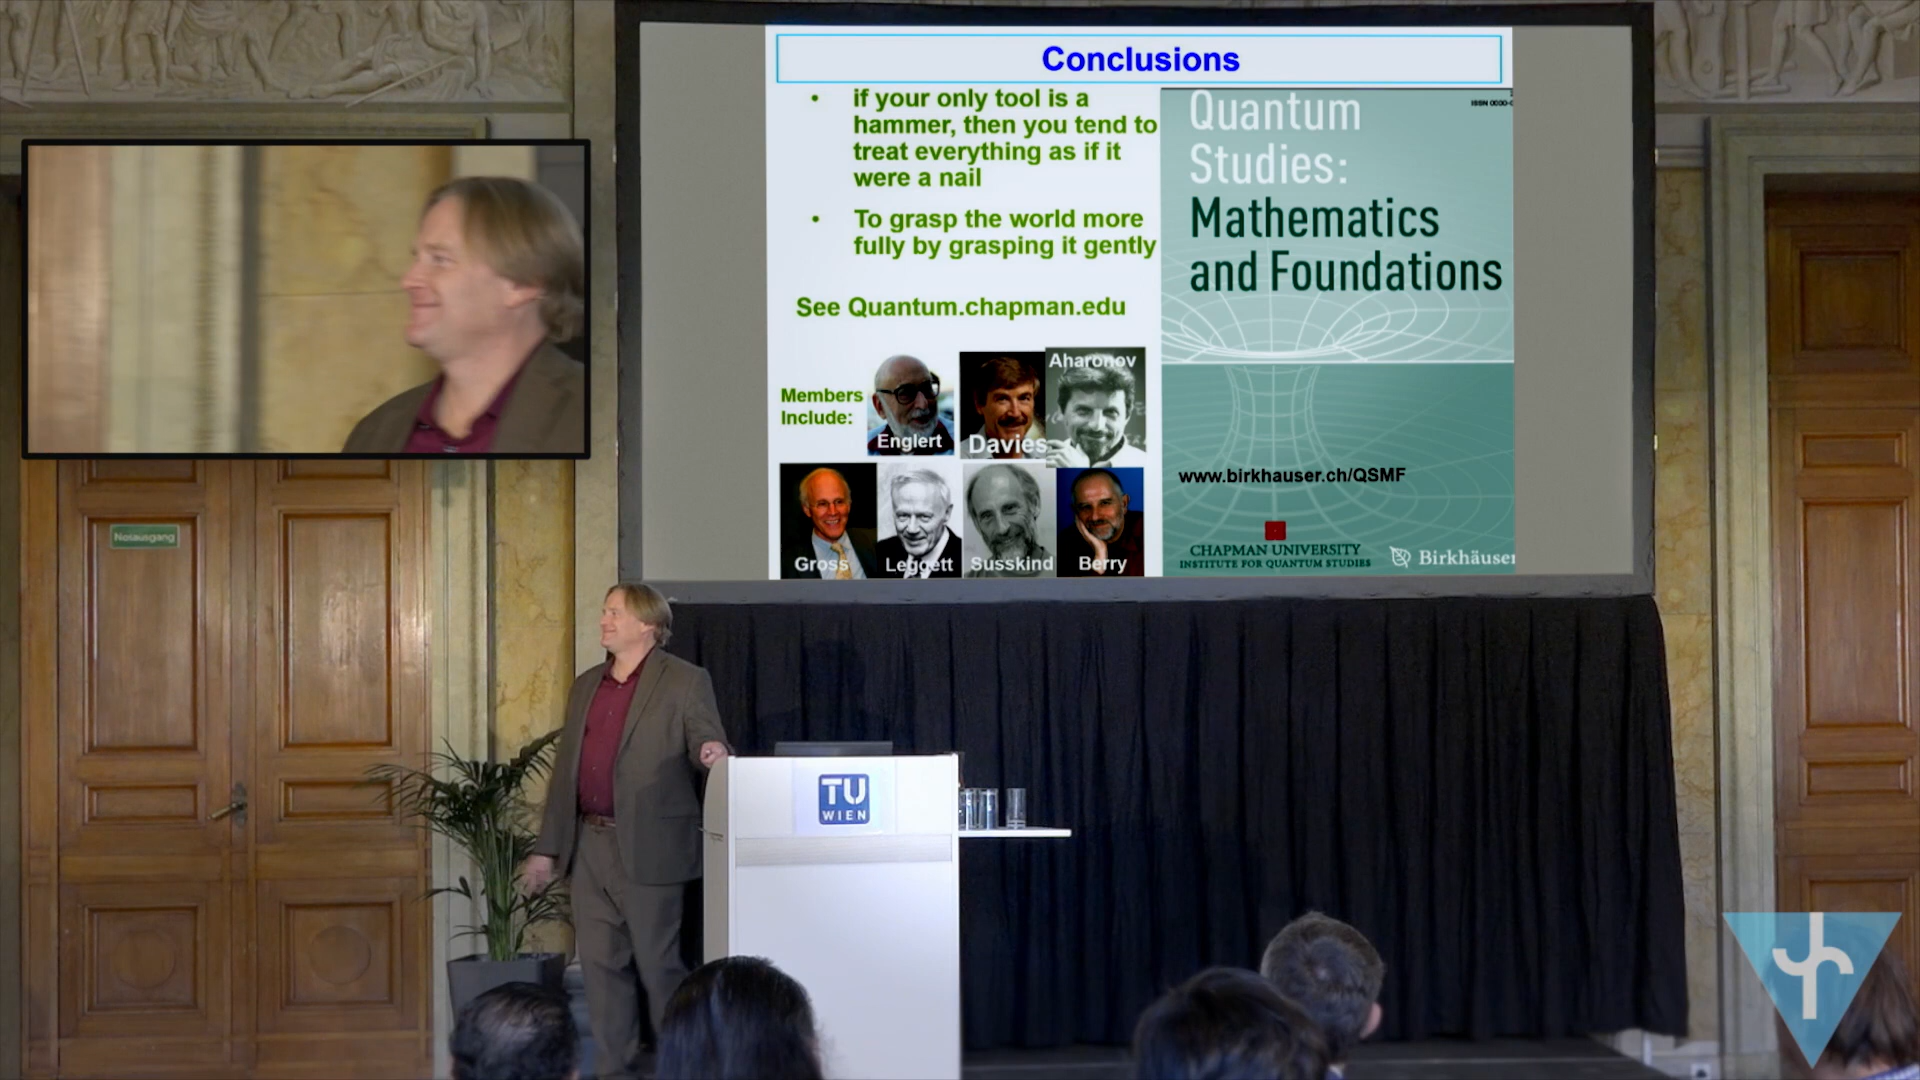 Conclusions
• if your only tool is a
hammer, then you tend to
treat everything as if it
were a nail
• To grasp the world more
fully by grasping it gently
See Quantum.chapman.edu
Members
Include:
Englert
Davies
Aharonov
Gross
Leggett
Susskind
Berry
Quantum
Studies:
Mathematics
and Foundations
www.birkhauser.ch/QSMF
CHAPMAN UNIVERSITY
INSTITUTE FOR QUANTUM STUDIES
Birkhäuser
Notausgang
TU
WIEN